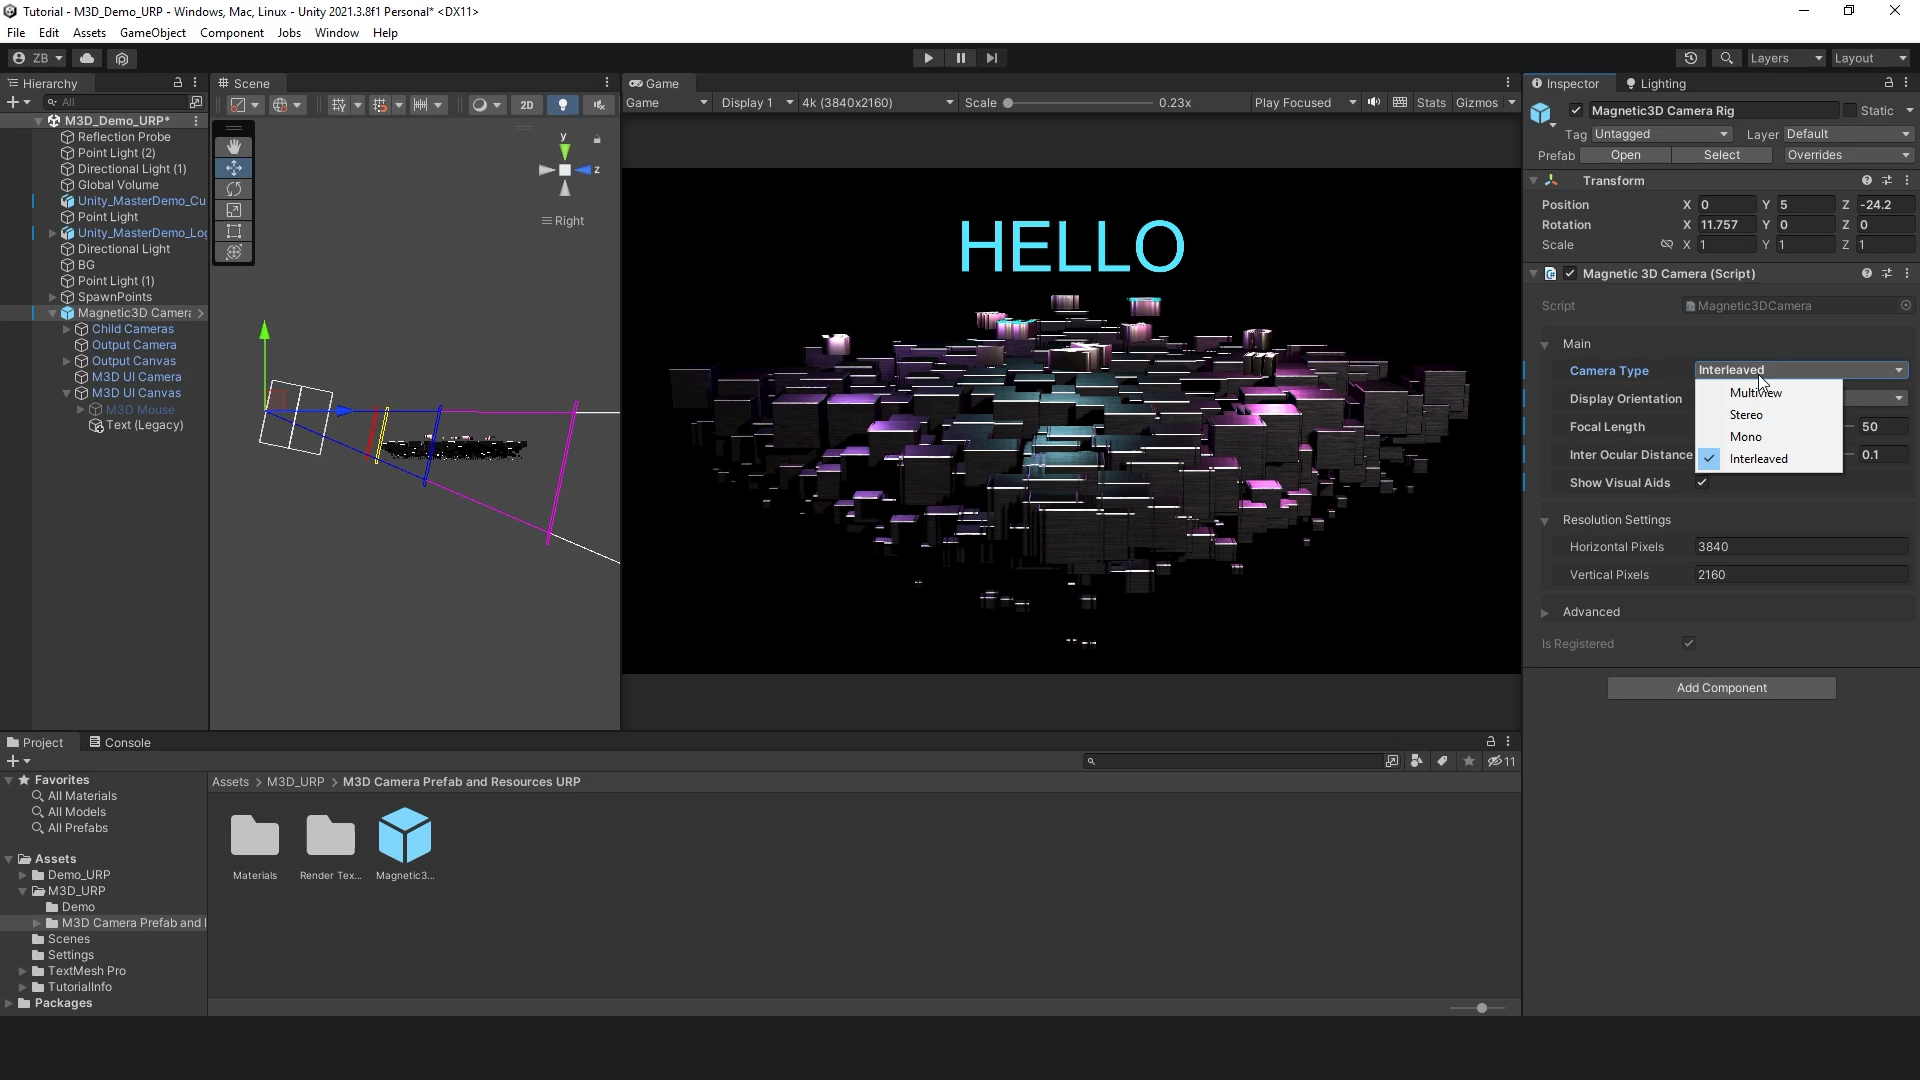 Tutorial - M3D_Demo_URP - Windows, Mac, Linux - Unity 2021.3.8f1 Personal* <DX11>
File Edit Assets GameObject Component Jobs Window Help
ZB Layers Layout
Hierarchy
All
M3D_Demo_URP*
Reflection Probe
Point Light (2)
Directional Light (1)
Global Volume
Unity_MasterDemo_Cu
Point Light
Unity_MasterDemo_Log
Directional Light
BG
Point Light (1)
SpawnPoints
Magnetic3D Camera
Child Cameras
Output Camera
Output Canvas
M3D UI Camera
M3D UI Canvas
M3D Mouse
Text (Legacy)
Scene
2D
y
z
Right
Game
Game Display 1 4k (3840x2160) Scale 0.23x Play Focused Stats Gizmos
HELLO
Inspector Lighting
Magnetic3D Camera Rig Static
Tag Untagged Layer Default
Prefab Open Select Overrides
Transform
Position X 0 Y 5 Z -24.2
Rotation X 11.757 Y 0 Z 0
Scale X 1 Y 1 Z 1
Magnetic 3D Camera (Script)
Script Magnetic3DCamera
Main
Camera Type Interleaved
Multiview
Display Orientation
Stereo
Focal Length 50
Mono
Inter Ocular Distance 0.1
Interleaved
Show Visual Aids
Resolution Settings
Horizontal Pixels 3840
Vertical Pixels 2160
Advanced
Is Registered
Add Component
Project Console
11
Favorites
All Materials
All Models
All Prefabs
Assets
Demo_URP
M3D_URP
Demo
M3D Camera Prefab and
Scenes
Settings
TextMesh Pro
TutorialInfo
Packages
Assets > M3D_URP > M3D Camera Prefab and Resources URP
Materials Render Tex... Magnetic3...